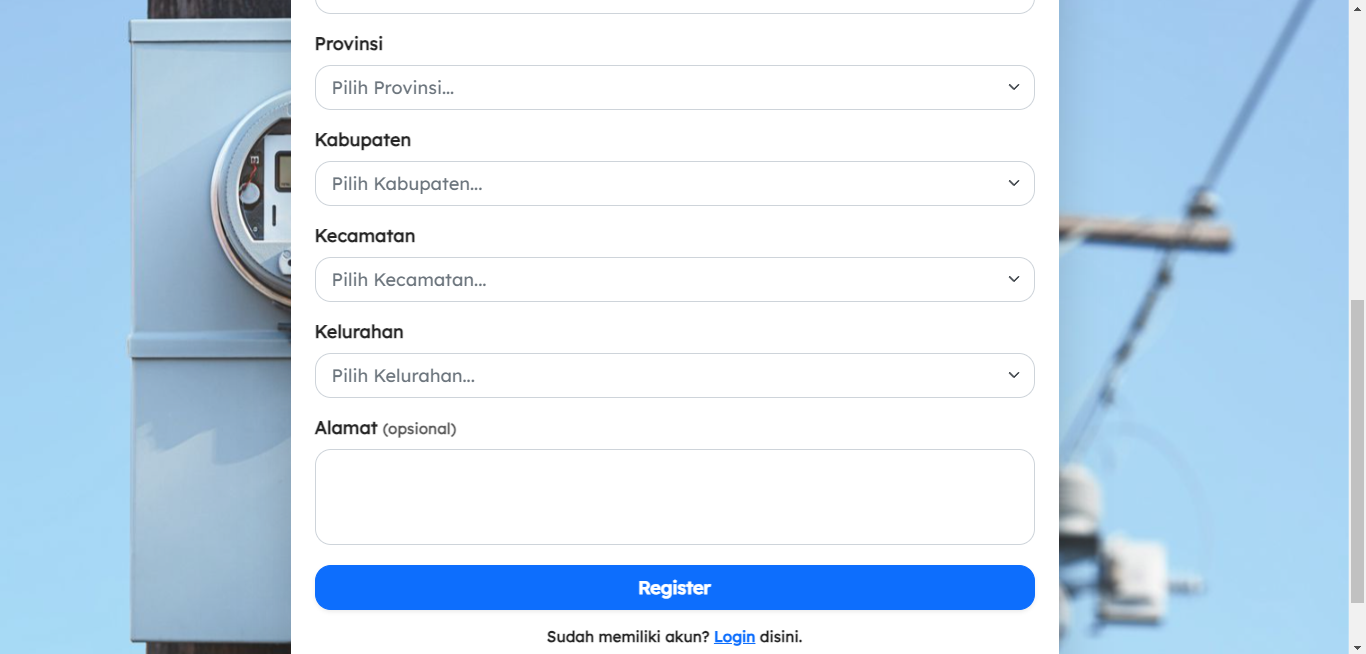 Provinsi
Pilih Provinsi...
Kabupaten
Pilih Kabupaten...
Kecamatan
Pilih Kecamatan...
Kelurahan
Pilih Kelurahan...
Alamat (opsional)
Register
Sudah memiliki akun? Login disini.